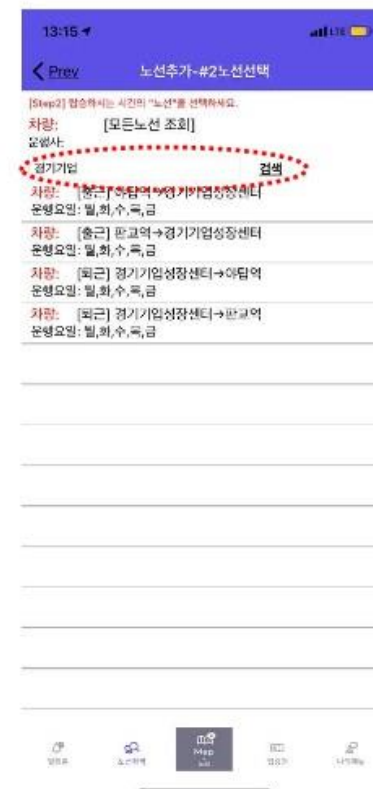 13:15
LTE
Prev 노선추가-#2노선선택
[Step2] 탑승하시는 시간의 "노선"을 선택하세요.
차량: [모든노선 조회]
운행사:
경기기업 검색
차량: [출근] 야탑역→경기기업성장센터
운행요일: 월,화,수,목,금
차량: [출근] 판교역→경기기업성장센터
운행요일: 월,화,수,목,금
차량: [퇴근] 경기기업성장센터→야탑역
운행요일: 월,화,수,목,금
차량: [퇴근] 경기기업성장센터→판교역
운행요일: 월,화,수,목,금
Map